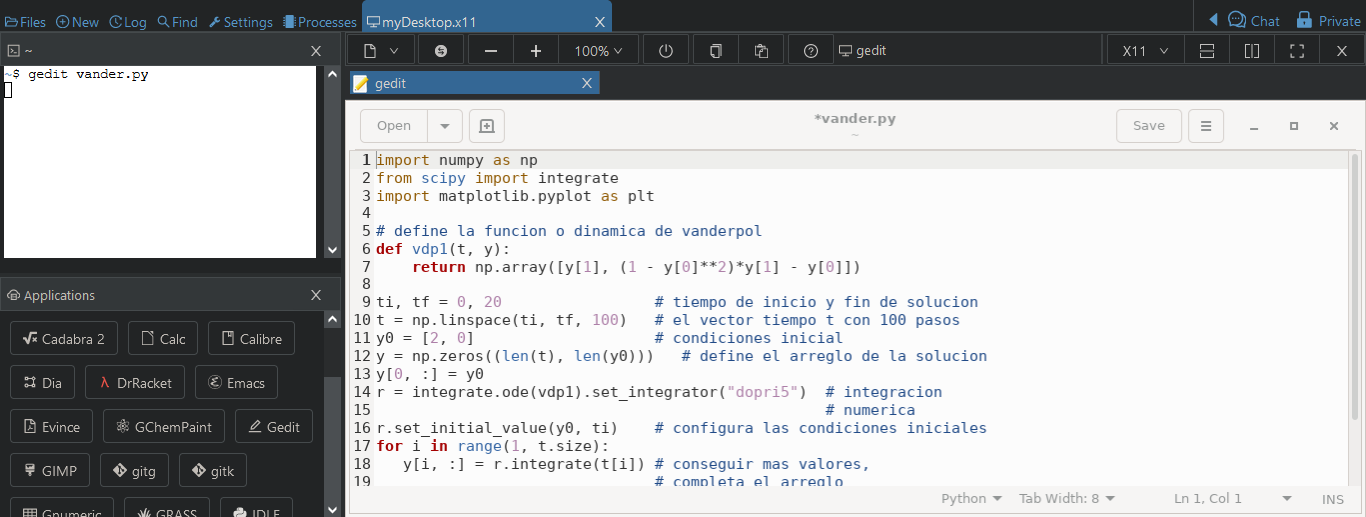 Files New Log Find Settings Processes myDesktop.x11 X Chat Private
~ X
100% gedit X11 X
~$ gedit vander.py
gedit X
Open *vander.py Save
~
1 import numpy as np
2 from scipy import integrate
3 import matplotlib.pyplot as plt
4
5 # define la funcion o dinamica de vanderpol
6 def vdp1(t, y):
7     return np.array([y[1], (1 - y[0]**2)*y[1] - y[0]])
8
9 ti, tf = 0, 20                 # tiempo de inicio y fin de solucion
10 t = np.linspace(ti, tf, 100)   # el vector tiempo t con 100 pasos
11 y0 = [2, 0]                    # condiciones inicial
12 y = np.zeros((len(t), len(y0)))   # define el arreglo de la solucion
13 y[0, :] = y0
14 r = integrate.ode(vdp1).set_integrator("dopri5")  # integracion
15                                                   # numerica
16 r.set_initial_value(y0, ti)    # configura las condiciones iniciales
17 for i in range(1, t.size):
18    y[i, :] = r.integrate(t[i]) # conseguir mas valores,
19                                # completa el arreglo
Python Tab Width: 8 Ln 1, Col 1 INS
Applications X
Cadabra 2 Calc Calibre
Dia DrRacket Emacs
Evince GChemPaint Gedit
GIMP gitg gitk
Gnumeric GRASS IDLE